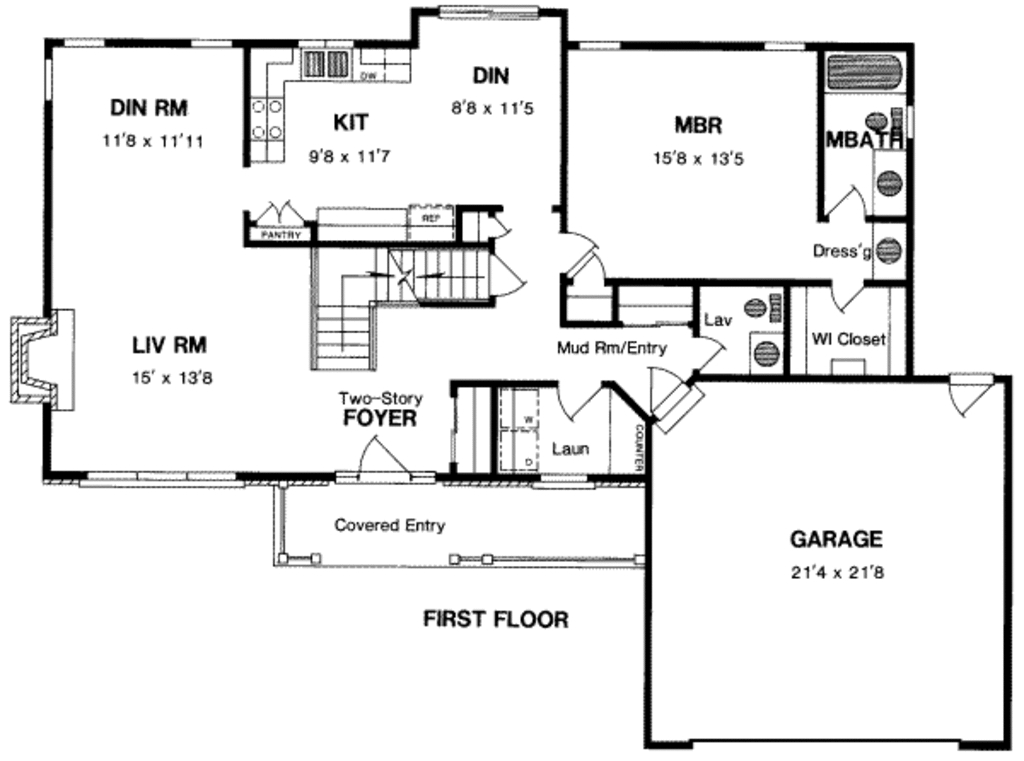 DIN RM
11'8 x 11'11
DW
KIT
9'8 x 11'7
DIN
8'8 x 11'5
MBR
15'8 x 13'5
MBATH
PANTRY
REF
Dress'g
LIV RM
15' x 13'8
Mud Rm/Entry
Lav
WI Closet
Two-Story
FOYER
W
D
Laun
COUNTER
Covered Entry
GARAGE
21'4 x 21'8
FIRST FLOOR